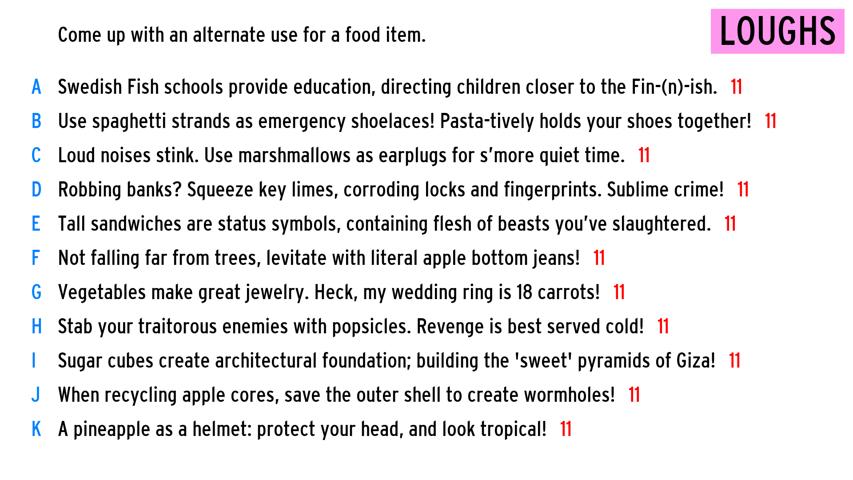 Come up with an alternate use for a food item.
LOUGHS
A Swedish Fish schools provide education, directing children closer to the Fin-(n)-ish. 11
B Use spaghetti strands as emergency shoelaces! Pasta-tively holds your shoes together! 11
C Loud noises stink. Use marshmallows as earplugs for s'more quiet time. 11
D Robbing banks? Squeeze key limes, corroding locks and fingerprints. Sublime crime! 11
E Tall sandwiches are status symbols, containing flesh of beasts you've slaughtered. 11
F Not falling far from trees, levitate with literal apple bottom jeans! 11
G Vegetables make great jewelry. Heck, my wedding ring is 18 carrots! 11
H Stab your traitorous enemies with popsicles. Revenge is best served cold! 11
I Sugar cubes create architectural foundation; building the 'sweet' pyramids of Giza! 11
J When recycling apple cores, save the outer shell to create wormholes! 11
K A pineapple as a helmet: protect your head, and look tropical! 11